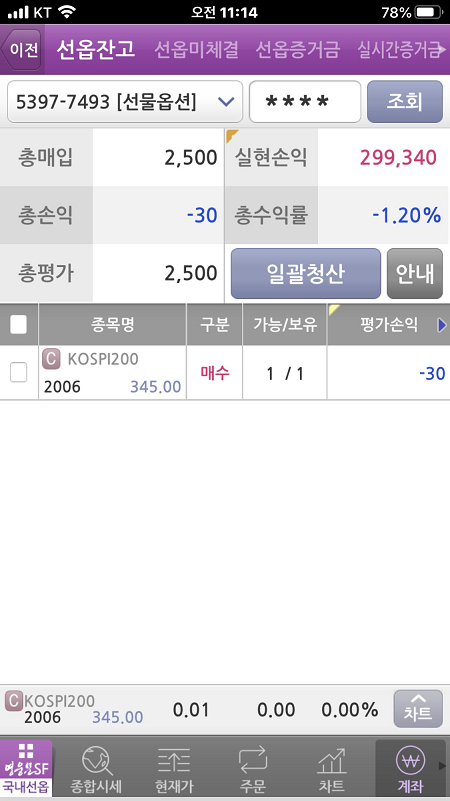 KT 오전 11:14 78%
이전 선옵잔고 선옵미체결 선옵증거금 실시간증거금
5397-7493 [선물옵션] **** 조회
총매입 2,500 실현손익 299,340
총손익 -30 총수익률 -1.20%
총평가 2,500 일괄청산 안내
종목명 구분 가능/보유 평가손익
C KOSPI200
2006 345.00 매수 1 / 1 -30
C KOSPI200
2006 345.00 0.01 0.00 0.00% 차트
영웅문SF
국내선옵 종합시세 현재가 주문 차트 계좌